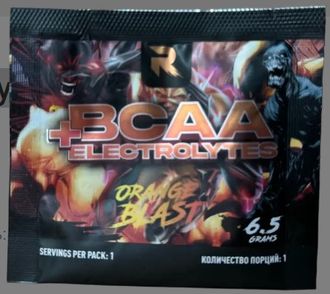 R
+BCAA
ELECTROLYTES
ORANGE
BLAST
6.5
GRAMS
SERVINGS PER PACK: 1
КОЛИЧЕСТВО ПОРЦИЙ: 1